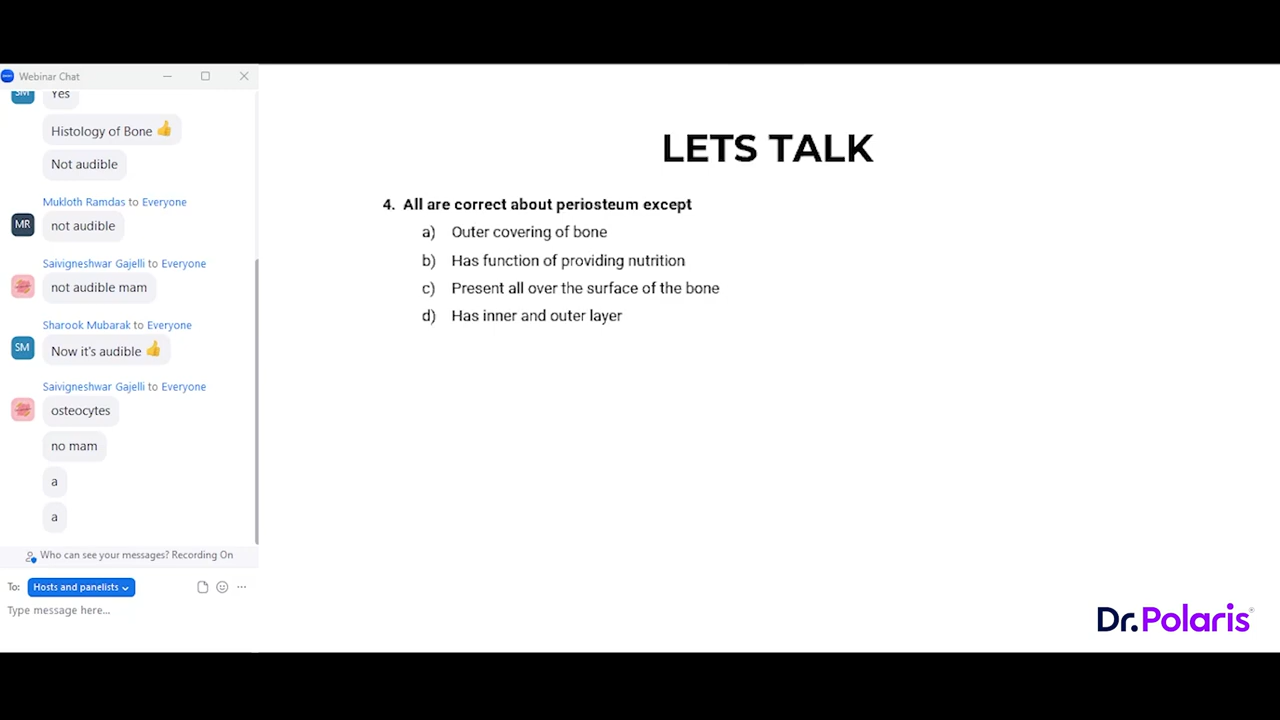 Webinar Chat
SM
Yes
Histology of Bone 👍
Not audible
Mukloth Ramdas to Everyone
MR
not audible
Saivigneshwar Gajelli to Everyone
not audible mam
Sharook Mubarak to Everyone
SM
Now it's audible 👍
Saivigneshwar Gajelli to Everyone
osteocytes
no mam
a
a
Who can see your messages? Recording On
To: Hosts and panelists
Type message here...
LETS TALK
4. All are correct about periosteum except
a) Outer covering of bone
b) Has function of providing nutrition
c) Present all over the surface of the bone
d) Has inner and outer layer
Dr.Polaris®